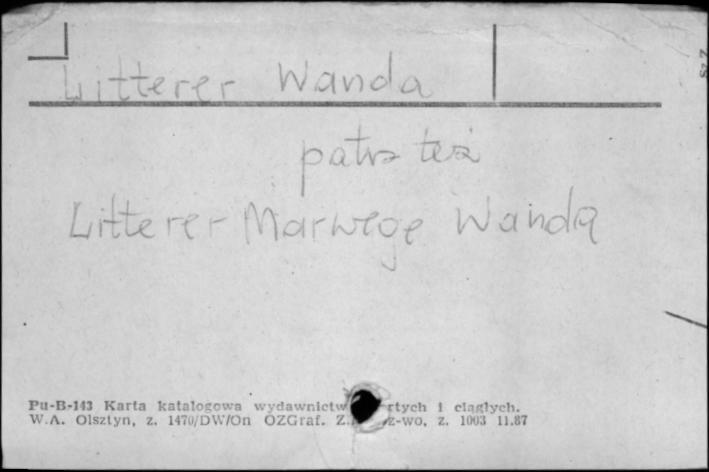 Litterer Wanda
patrz też
Litterer Marwege Wanda
Pu-B-143 Karta katalogowa wydawnictw rtych i ciągłych.
W.A. Olsztyn, z. 1470/DW/On OZGraf. Z. z-wo, z. 1003 11.87